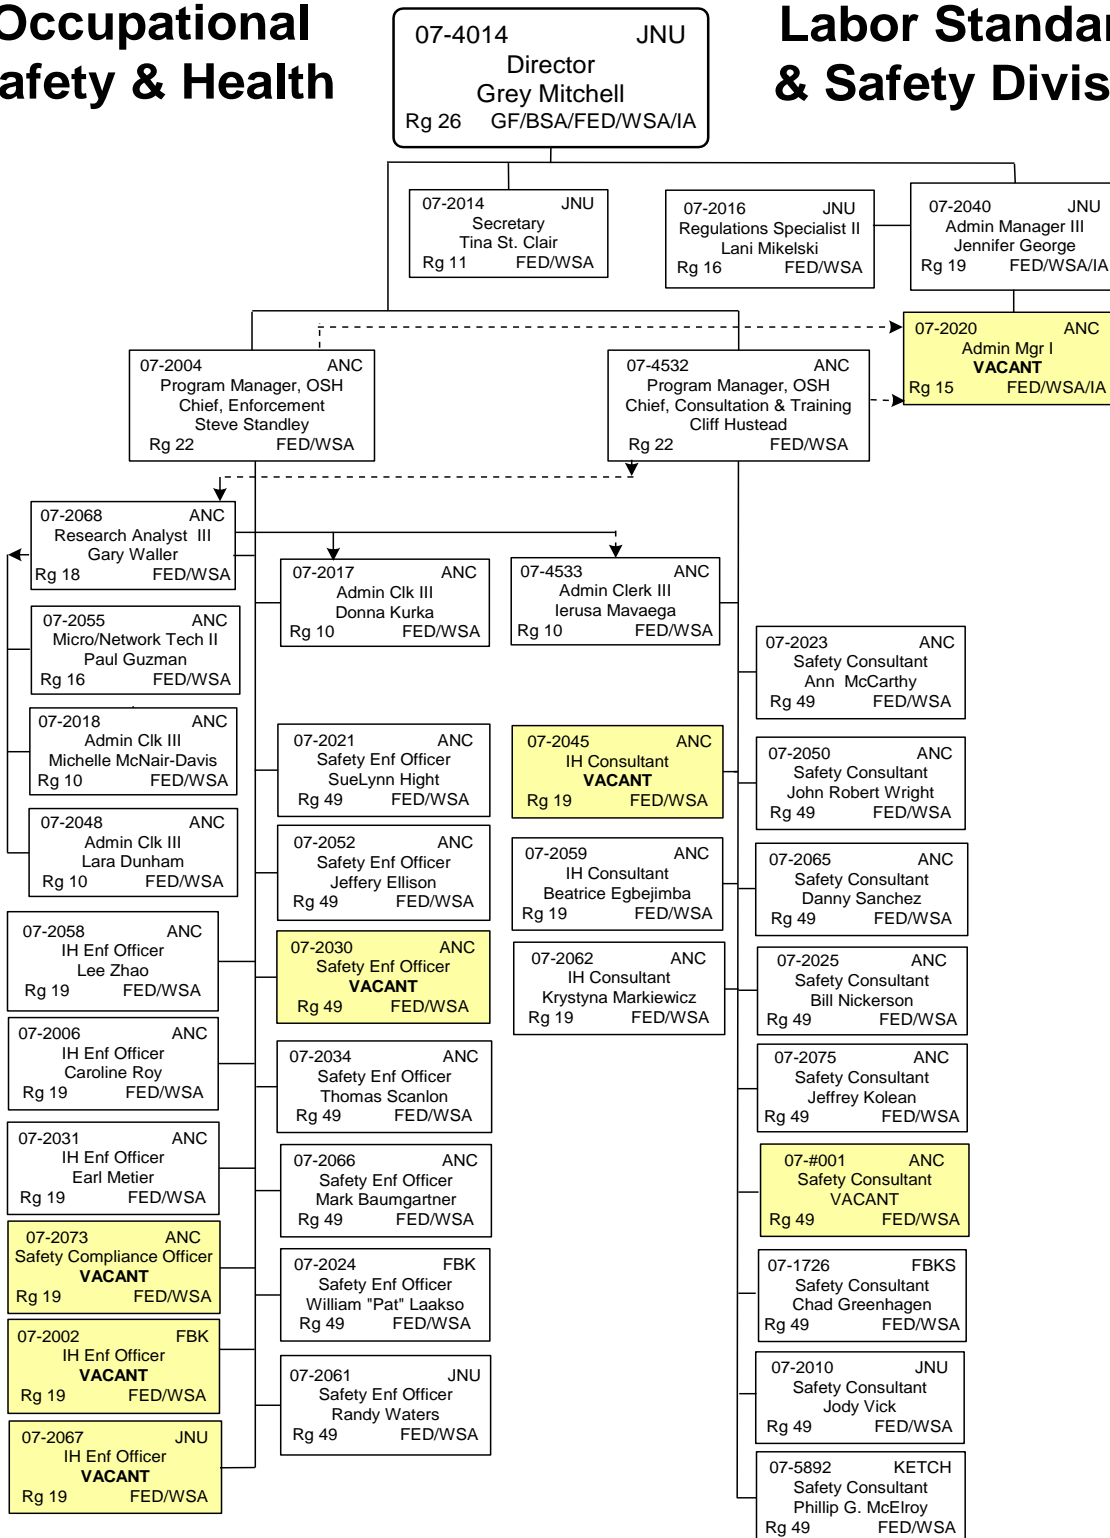 Occupational
afety & Health
07-4014 JNU
Director
Grey Mitchell
Rg 26 GF/BSA/FED/WSA/IA
Labor Standar
& Safety Divis
07-2014 JNU
Secretary
Tina St. Clair
Rg 11 FED/WSA
07-2016 JNU
Regulations Specialist II
Lani Mikelski
Rg 16 FED/WSA
07-2040 JNU
Admin Manager III
Jennifer George
Rg 19 FED/WSA/IA
07-2020 ANC
Admin Mgr I
VACANT
Rg 15 FED/WSA/IA
07-2004 ANC
Program Manager, OSH
Chief, Enforcement
Steve Standley
Rg 22 FED/WSA
07-4532 ANC
Program Manager, OSH
Chief, Consultation & Training
Cliff Hustead
Rg 22 FED/WSA
07-2068 ANC
Research Analyst III
Gary Waller
Rg 18 FED/WSA
07-2017 ANC
Admin Clk III
Donna Kurka
Rg 10 FED/WSA
07-4533 ANC
Admin Clerk III
Ierusa Mavaega
Rg 10 FED/WSA
07-2055 ANC
Micro/Network Tech II
Paul Guzman
Rg 16 FED/WSA
07-2018 ANC
Admin Clk III
Michelle McNair-Davis
Rg 10 FED/WSA
07-2048 ANC
Admin Clk III
Lara Dunham
Rg 10 FED/WSA
07-2058 ANC
IH Enf Officer
Lee Zhao
Rg 19 FED/WSA
07-2006 ANC
IH Enf Officer
Caroline Roy
Rg 19 FED/WSA
07-2031 ANC
IH Enf Officer
Earl Metier
Rg 19 FED/WSA
07-2073 ANC
Safety Compliance Officer
VACANT
Rg 19 FED/WSA
07-2002 FBK
IH Enf Officer
VACANT
Rg 19 FED/WSA
07-2067 JNU
IH Enf Officer
VACANT
Rg 19 FED/WSA
07-2021 ANC
Safety Enf Officer
SueLynn Hight
Rg 49 FED/WSA
07-2052 ANC
Safety Enf Officer
Jeffery Ellison
Rg 49 FED/WSA
07-2030 ANC
Safety Enf Officer
VACANT
Rg 49 FED/WSA
07-2034 ANC
Safety Enf Officer
Thomas Scanlon
Rg 49 FED/WSA
07-2066 ANC
Safety Enf Officer
Mark Baumgartner
Rg 49 FED/WSA
07-2024 FBK
Safety Enf Officer
William "Pat" Laakso
Rg 49 FED/WSA
07-2061 JNU
Safety Enf Officer
Randy Waters
Rg 49 FED/WSA
07-2045 ANC
IH Consultant
VACANT
Rg 19 FED/WSA
07-2059 ANC
IH Consultant
Beatrice Egbejimba
Rg 19 FED/WSA
07-2062 ANC
IH Consultant
Krystyna Markiewicz
Rg 19 FED/WSA
07-2023 ANC
Safety Consultant
Ann McCarthy
Rg 49 FED/WSA
07-2050 ANC
Safety Consultant
John Robert Wright
Rg 49 FED/WSA
07-2065 ANC
Safety Consultant
Danny Sanchez
Rg 49 FED/WSA
07-2025 ANC
Safety Consultant
Bill Nickerson
Rg 49 FED/WSA
07-2075 ANC
Safety Consultant
Jeffrey Kolean
Rg 49 FED/WSA
07-#001 ANC
Safety Consultant
VACANT
Rg 49 FED/WSA
07-1726 FBKS
Safety Consultant
Chad Greenhagen
Rg 49 FED/WSA
07-2010 JNU
Safety Consultant
Jody Vick
Rg 49 FED/WSA
07-5892 KETCH
Safety Consultant
Phillip G. McElroy
Rg 49 FED/WSA